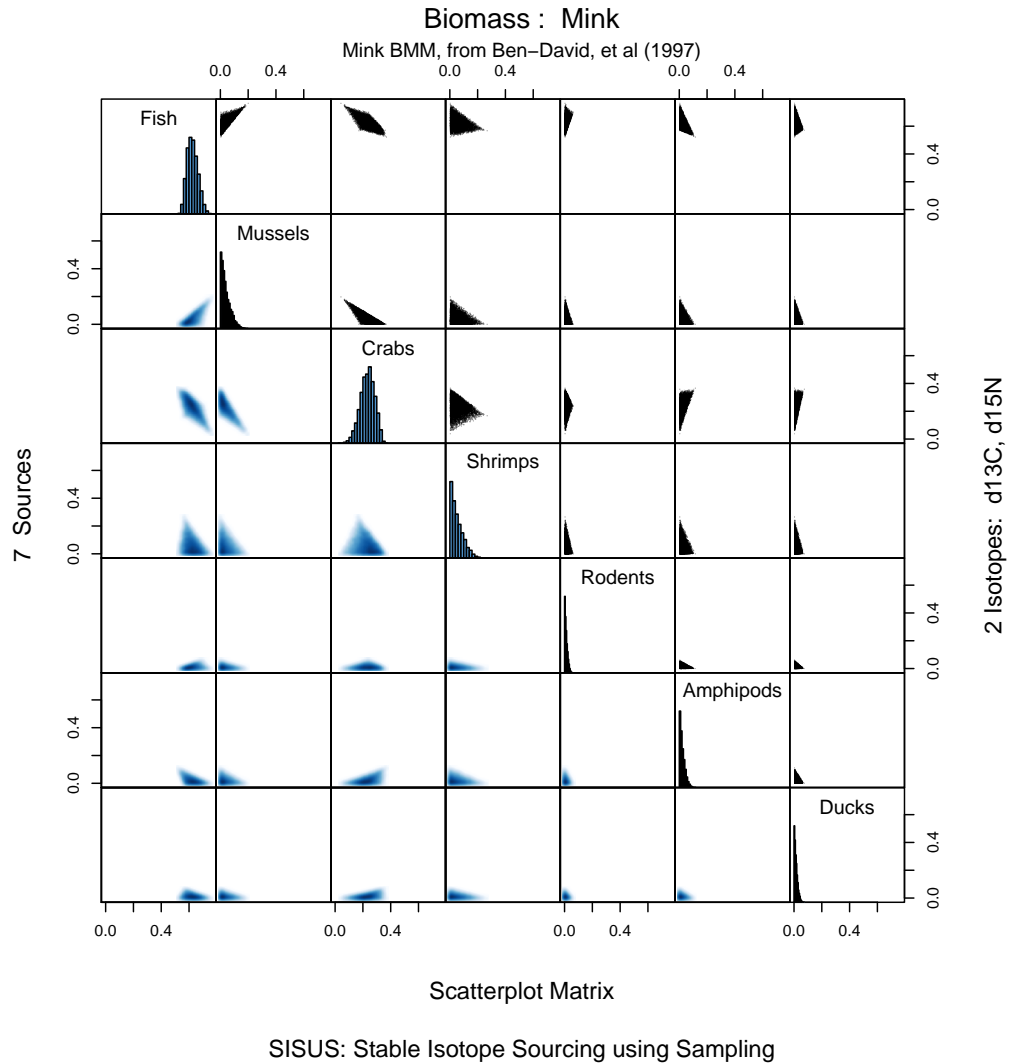 Biomass : Mink
Mink BMM, from Ben−David, et al (1997)
0.0 0.4 0.0 0.4 0.0 0.4
Fish
0.0 0.4
Mussels
0.0 0.4
Crabs
0.0 0.4
Shrimps
0.0 0.4
Rodents
0.0 0.4
Amphipods
0.0 0.4
Ducks
0.0 0.4
0.0 0.4 0.0 0.4 0.0 0.4 0.0 0.4
7 Sources
2 Isotopes: d13C, d15N
Scatterplot Matrix
SISUS: Stable Isotope Sourcing using Sampling